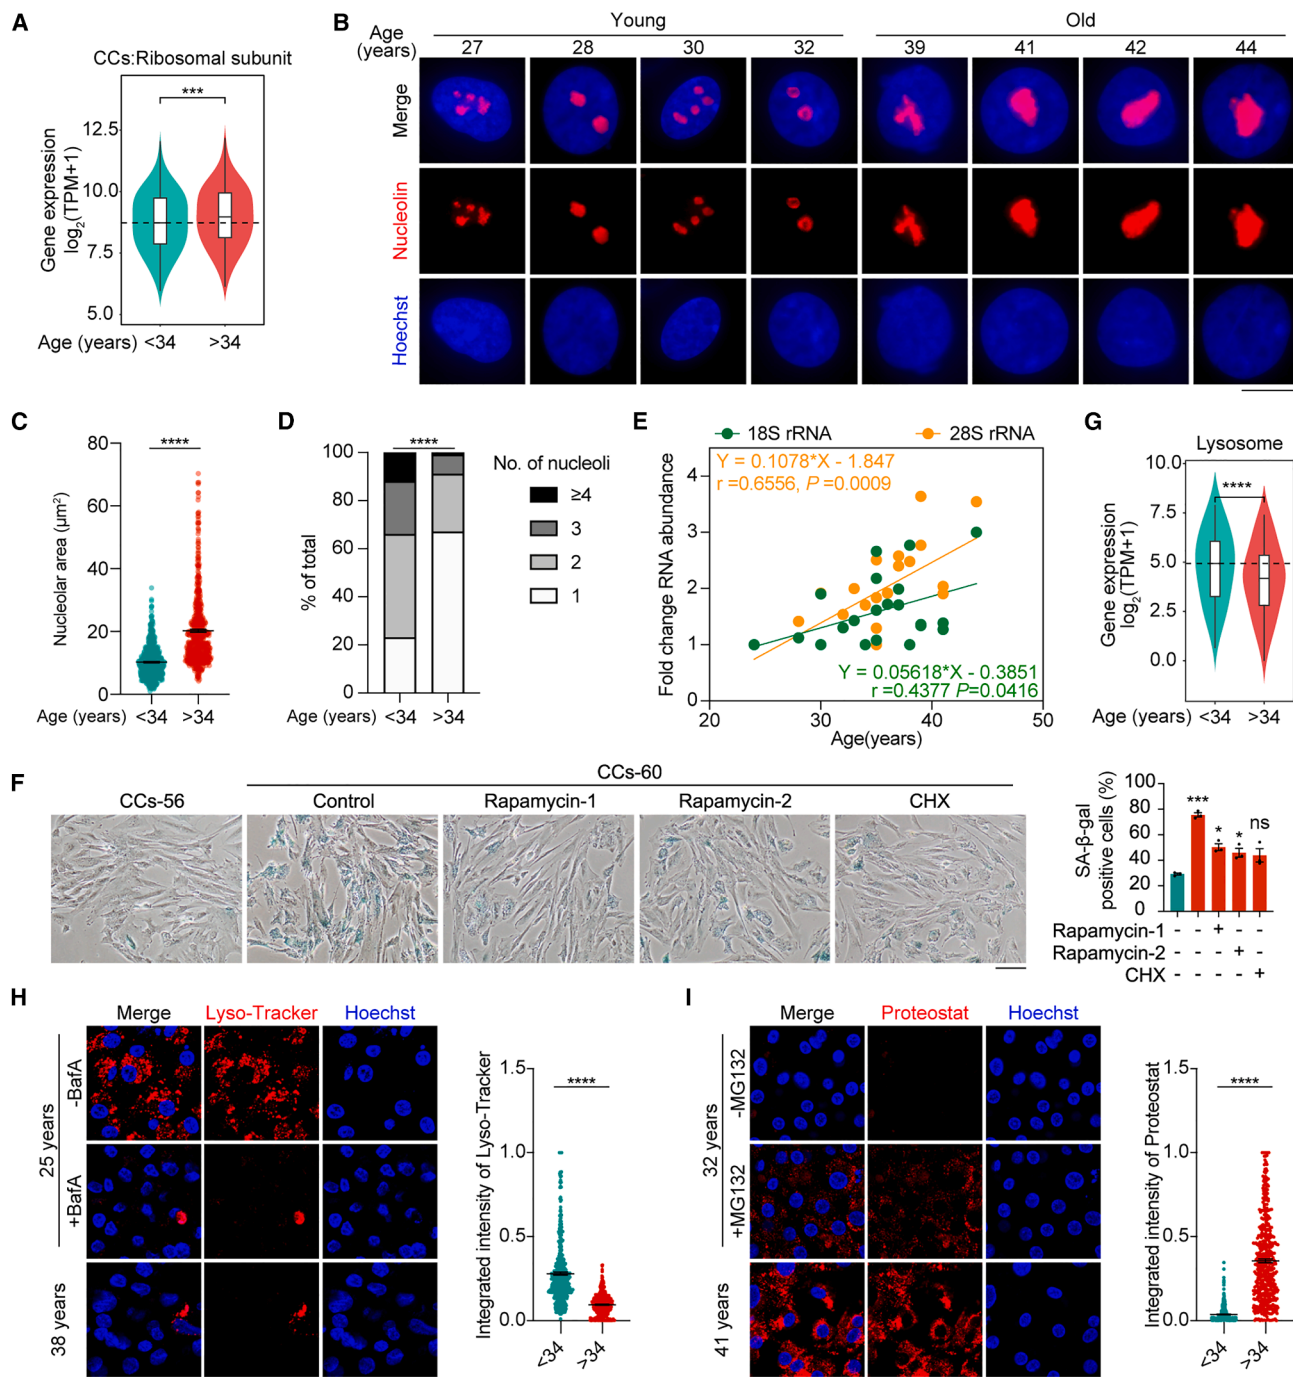 A
CCs:Ribosomal subunit
***
Gene expression
log2(TPM+1)
12.5
10.0
7.5
5.0
Age (years) <34 >34
B
Age
(years)
Young
Old
27 28 30 32 39 41 42 44
Merge
Nucleolin
Hoechst
C
****
Nucleolar area (μm²)
80
60
40
20
0
Age (years) <34 >34
D
****
% of total
100
80
60
40
20
0
Age (years) <34 >34
No. of nucleoli
≥4
3
2
1
E
18S rRNA 28S rRNA
Y = 0.1078*X - 1.847
r =0.6556, P =0.0009
Fold change RNA abundance
4
3
2
1
0
Y = 0.05618*X - 0.3851
r =0.4377 P=0.0416
20 30 40 50
Age(years)
G
Lysosome
****
Gene expression
log2(TPM+1)
10.0
7.5
5.0
2.5
0.0
Age (years) <34 >34
F
CCs-60
CCs-56 Control Rapamycin-1 Rapamycin-2 CHX
SA-β-gal
positive cells (%)
100
80
60
40
20
0
*** * * ns
Rapamycin-1 - - + - -
Rapamycin-2 - - - + -
CHX - - - - +
H
Merge Lyso-Tracker Hoechst
25 years
-BafA
+BafA
38 years
Integrated intensity of Lyso-Tracker
1.5
1.0
0.5
0.0
****
<34 >34
I
Merge Proteostat Hoechst
32 years
-MG132
+MG132
41 years
Integrated intensity of Proteostat
1.5
1.0
0.5
0.0
****
<34 >34